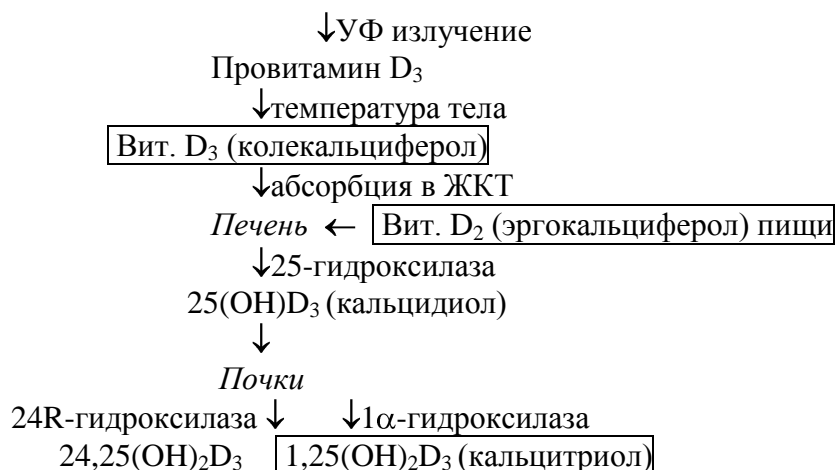 ↓УФ излучение
Провитамин D₃
↓температура тела
Вит. D₃ (колекальциферол)
↓абсорбция в ЖКТ
Печень ← Вит. D₂ (эргокальциферол) пищи
↓25-гидроксилаза
25(OH)D₃ (кальцидиол)
↓
Почки
24R-гидроксилаза ↓ ↓1α-гидроксилаза
24,25(OH)₂D₃ 1,25(OH)₂D₃ (кальцитриол)